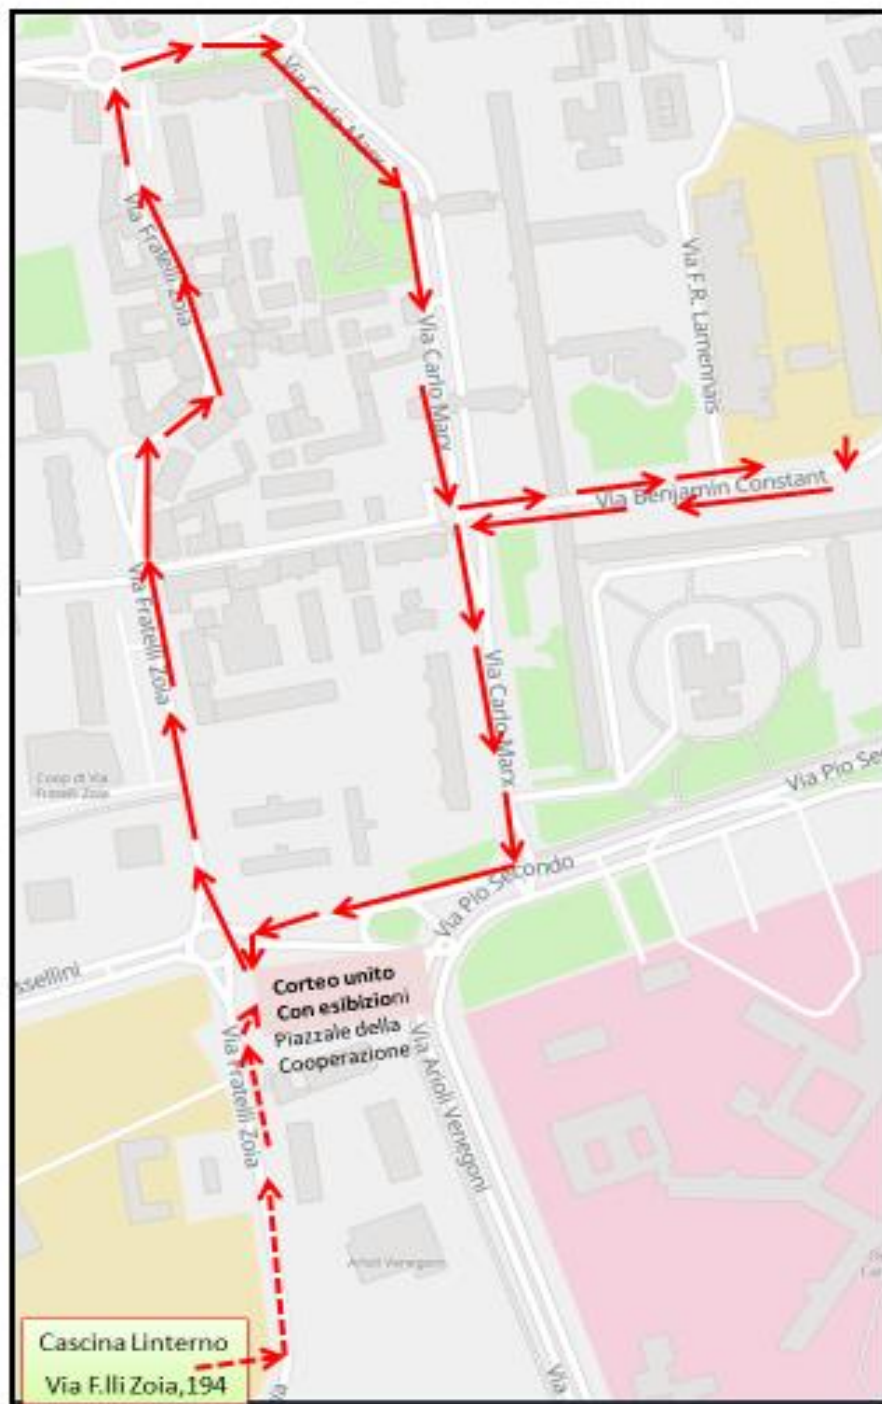 Via Carlo Marx
Via Fratelli Zoia
Via F.R. Lamennais
Via Carlo Marx
Via Benjamin Constant
Via Fratelli Zoia
Via Carlo Marx
Coop di Via
Fratelli Zoia
Via Pio Se
Via Pio Secondo
ssellini
Corteo unito
Con esibizioni
Piazzale della
Cooperazione
Via Fratelli Zoia
Via Arioli Venegoni
Arioli Venegoni
Cascina Linterno
Via F.lli Zoia,194
Via